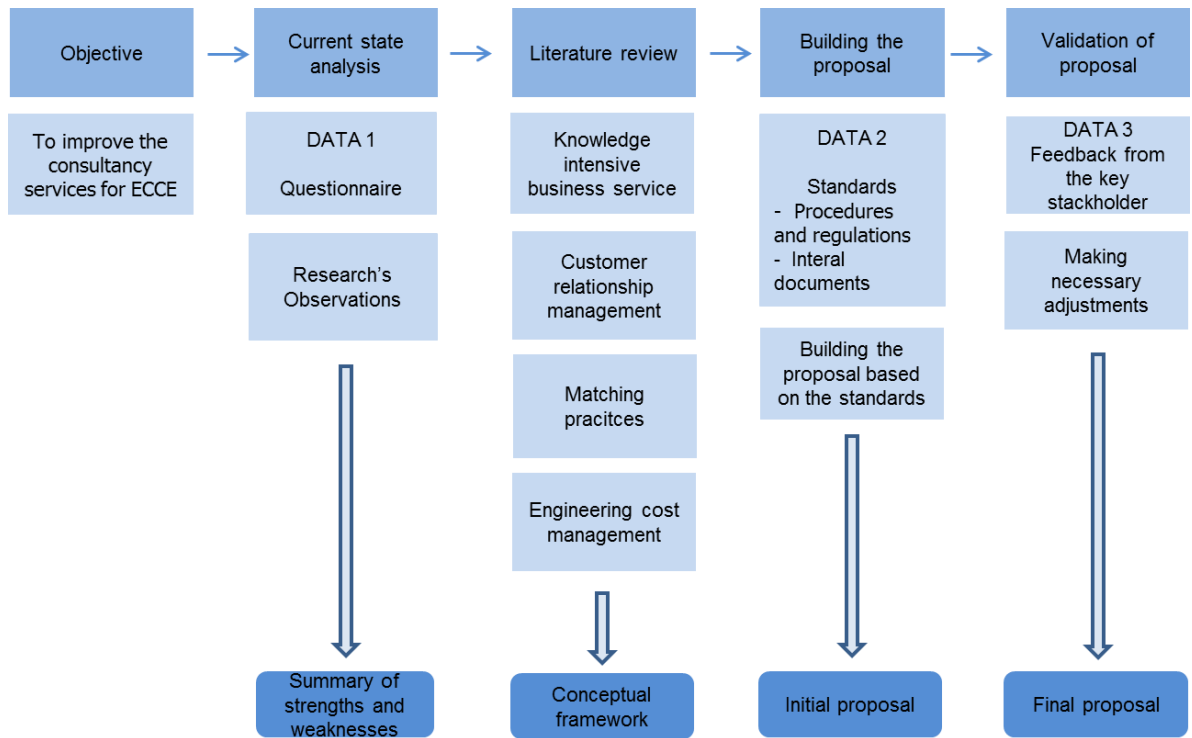 Objective
Current state
analysis
Literature review
Building the
proposal
Validation of
proposal
To improve the
consultancy
services for ECCE
DATA 1
Questionnaire
Research's
Observations
Knowledge
intensive
business service
Customer
relationship
management
Matching
pracitces
Engineering cost
management
DATA 2
Standards
- Procedures
and regulations
- Interal
documents
Building the
proposal based
on the standards
DATA 3
Feedback from
the key
stackholder
Making
necessary
adjustments
Summary of
strengths and
weaknesses
Conceptual
framework
Initial proposal
Final proposal